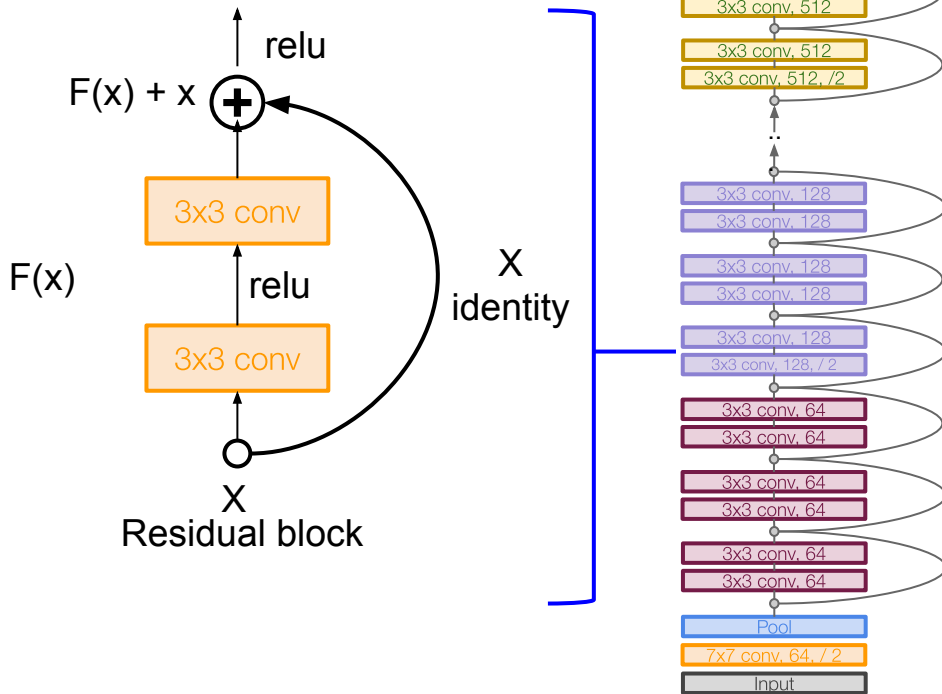 relu
F(x) + x
3x3 conv
F(x)
relu
X
identity
3x3 conv
X
Residual block
3x3 conv, 512
3x3 conv, 512
3x3 conv, 512, /2
..
3x3 conv, 128
3x3 conv, 128
3x3 conv, 128
3x3 conv, 128
3x3 conv, 128
3x3 conv, 128, / 2
3x3 conv, 64
3x3 conv, 64
3x3 conv, 64
3x3 conv, 64
3x3 conv, 64
3x3 conv, 64
Pool
7x7 conv, 64, / 2
Input